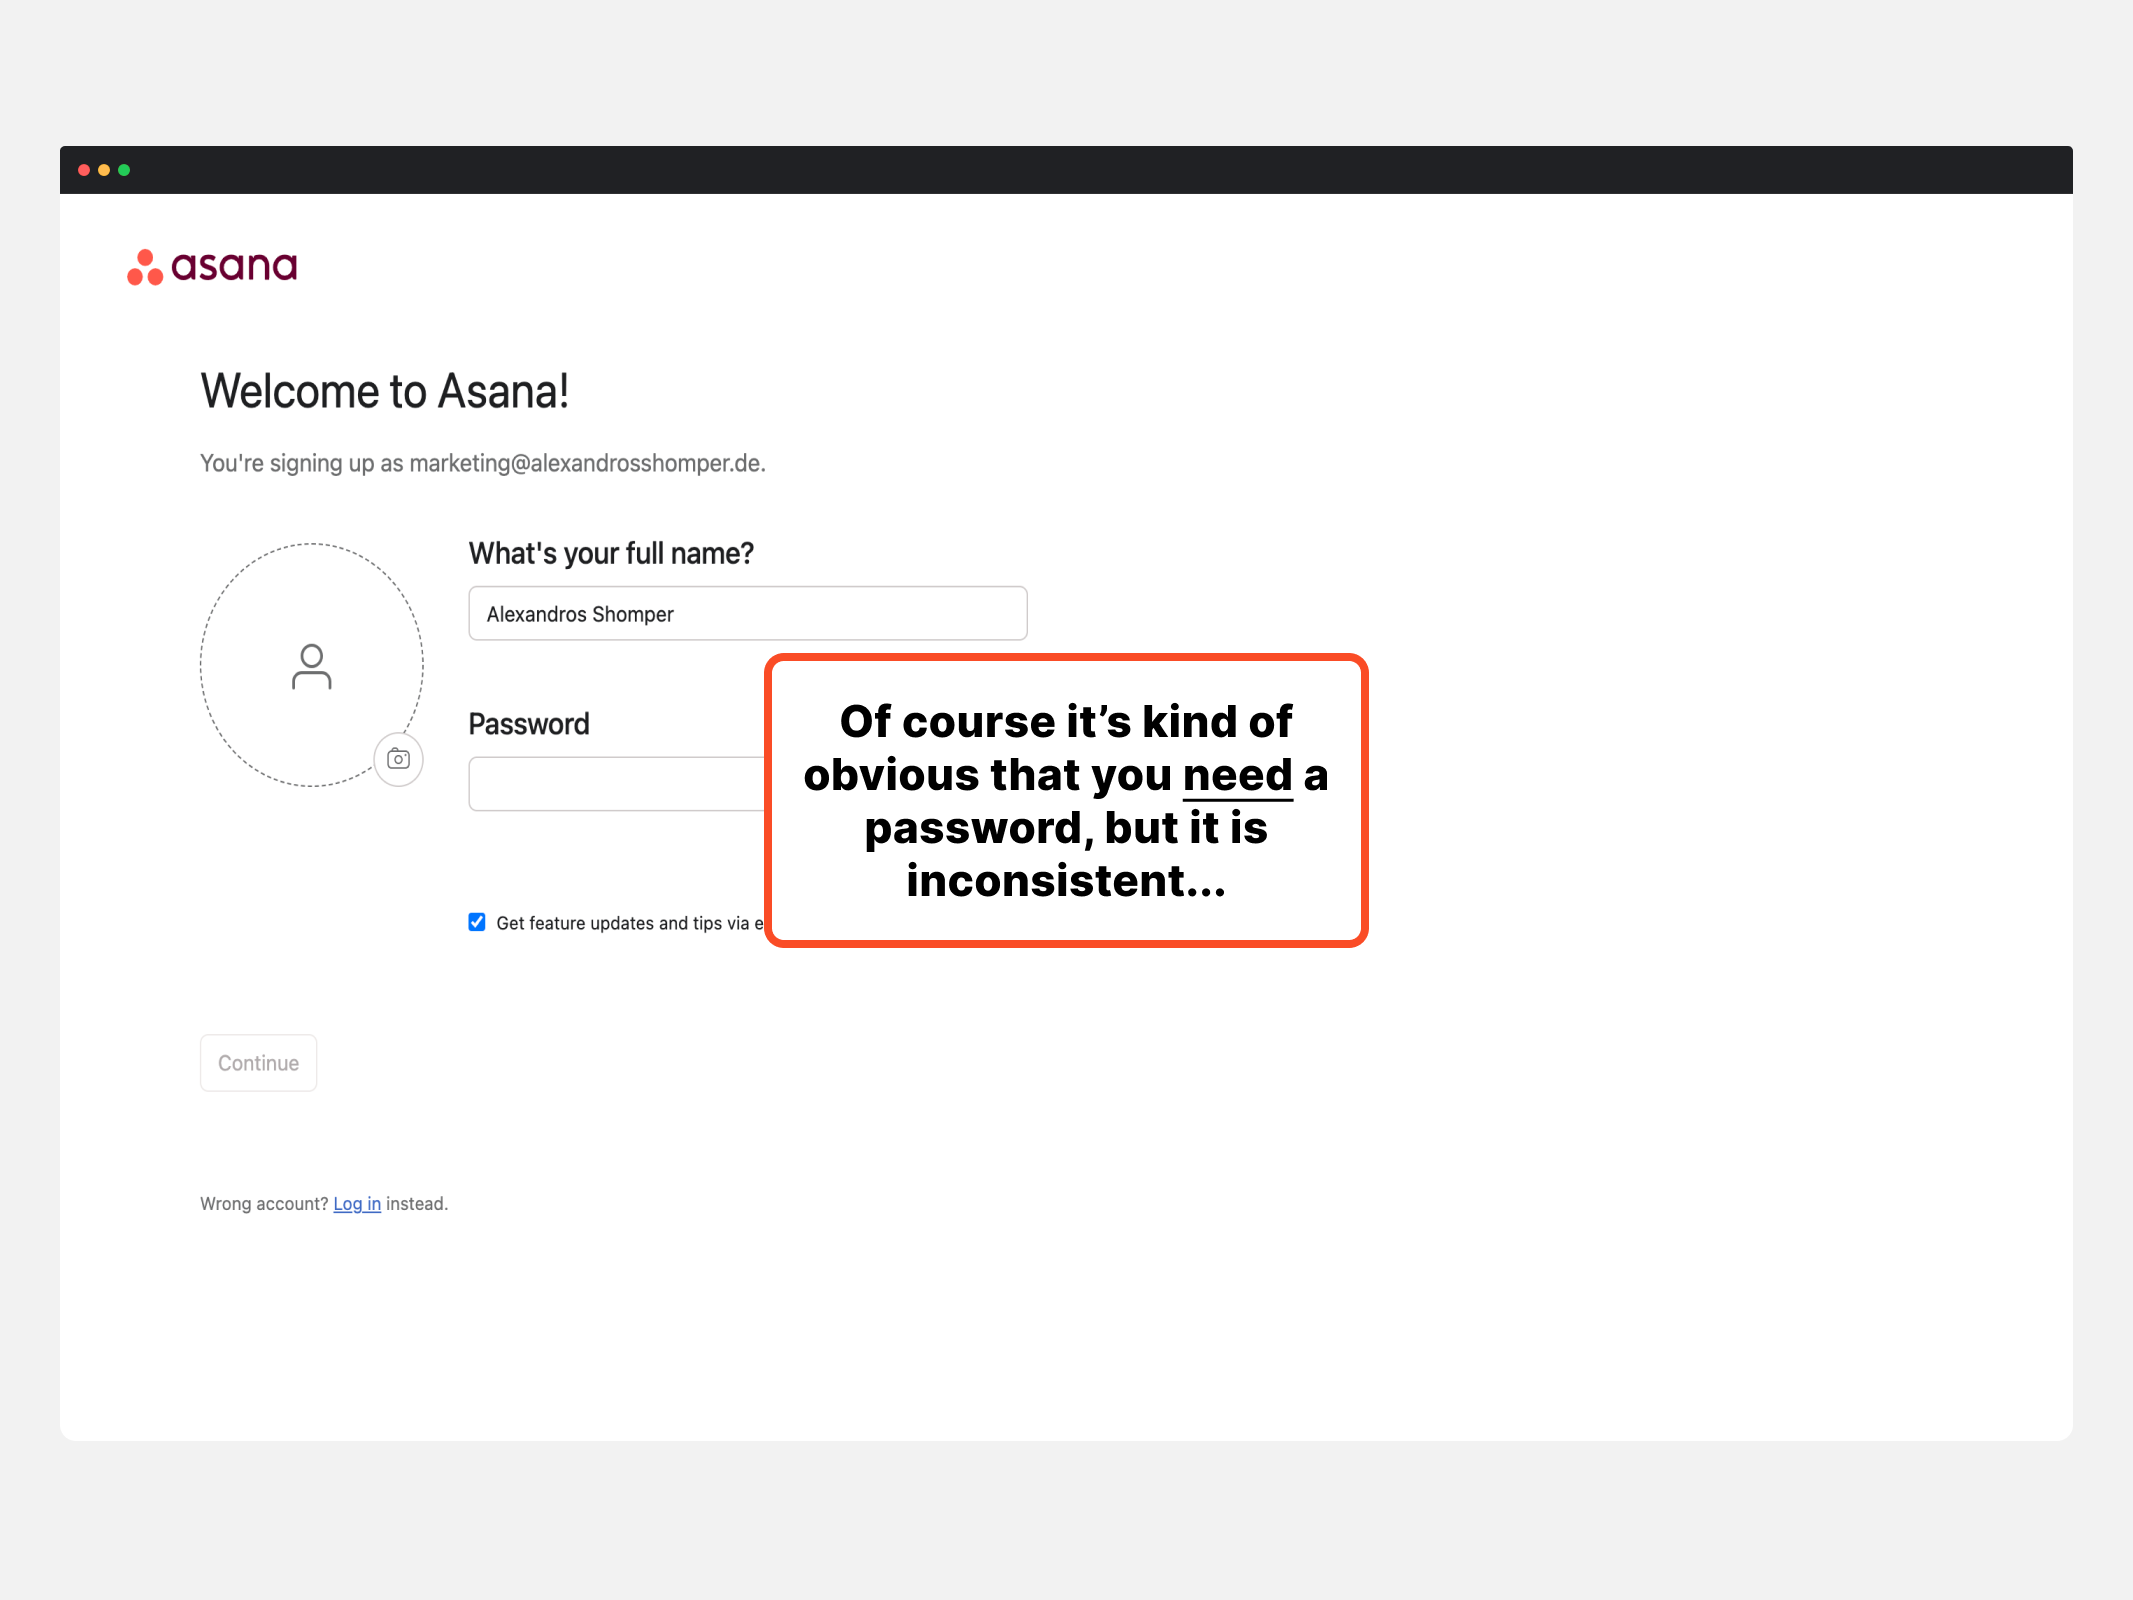 asana
Welcome to Asana!
You're signing up as marketing@alexandrosshomper.de.
What's your full name?
Alexandros Shomper
Password
Of course it’s kind of
obvious that you need a
password, but it is
inconsistent...
Get feature updates and tips via e
Continue
Wrong account? Log in instead.